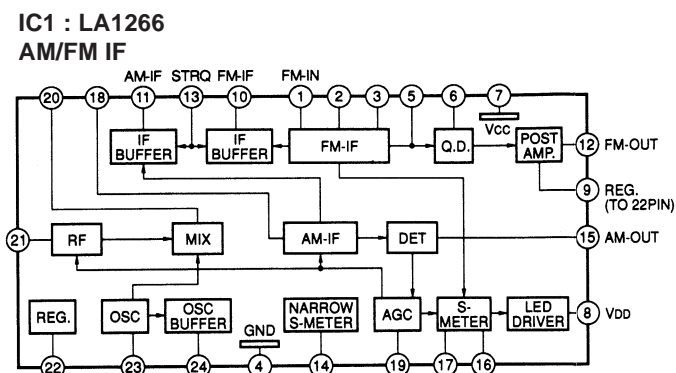 IC1 : LA1266
AM/FM IF
AM-IF STRQ FM-IF FM-IN
20 18 11 13 10 1 2 3 5 6 7
VCC
IF BUFFER
IF BUFFER
FM-IF
Q.D.
POST AMP.
12 FM-OUT
9 REG.
(TO 22PIN)
21 RF MIX AM-IF DET 15 AM-OUT
REG.
OSC
OSC BUFFER
GND
NARROW S-METER
AGC
S-METER
LED DRIVER
8 VDD
22 23 24 4 14 19 17 16